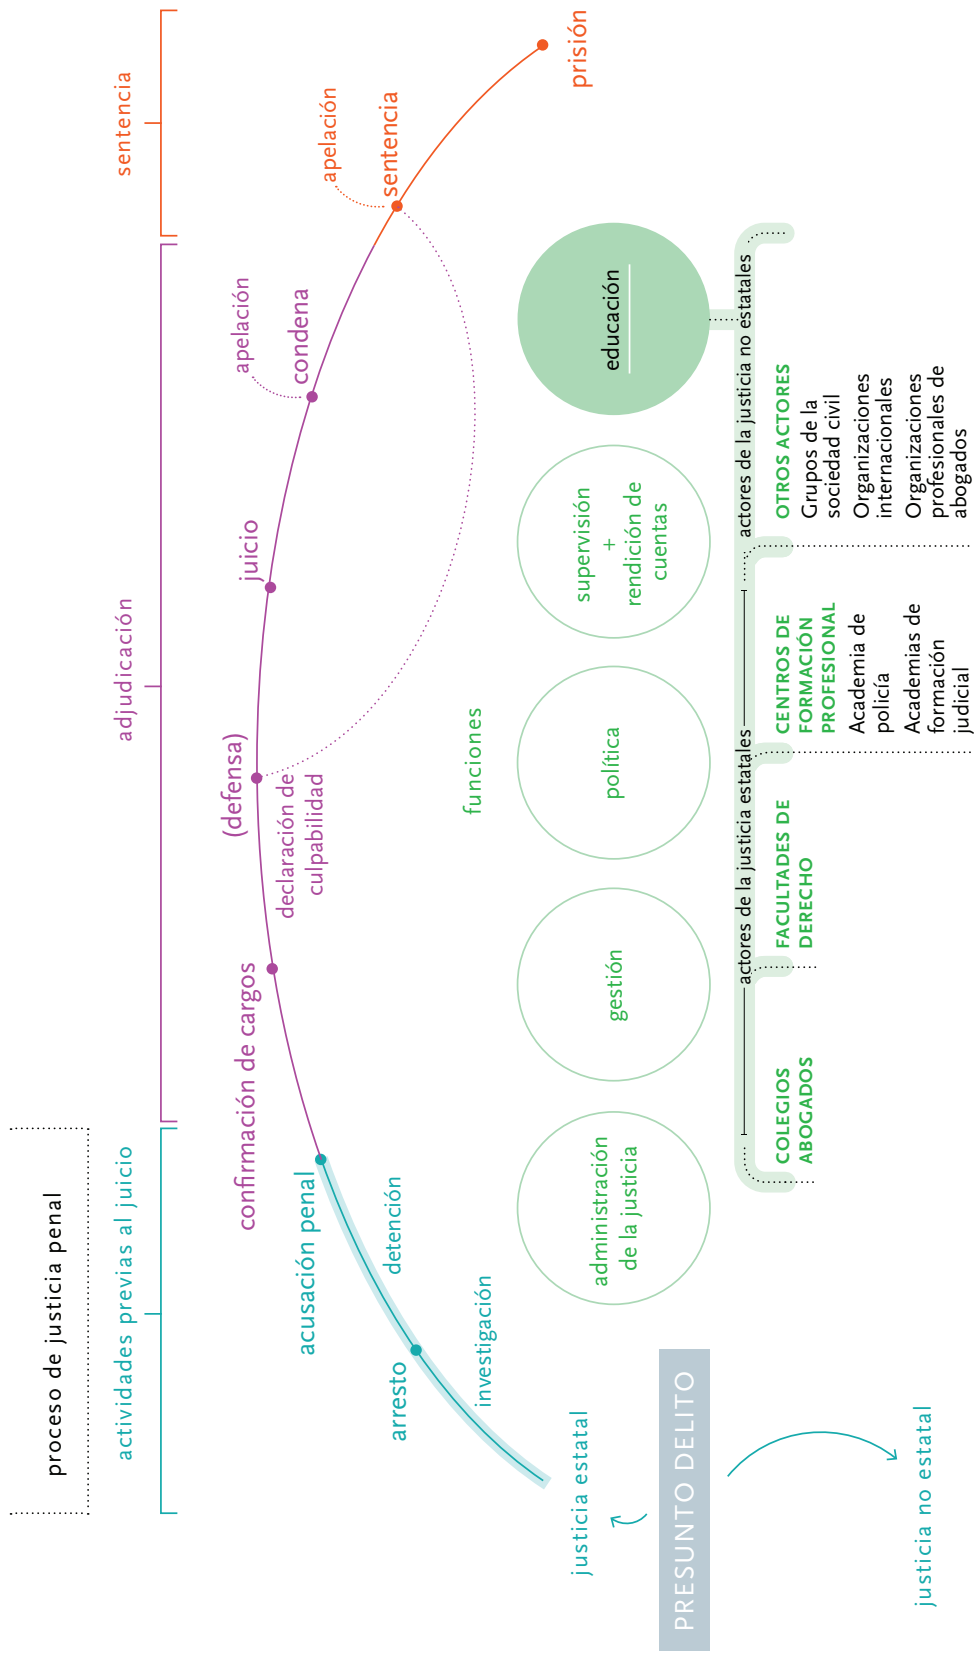 proceso de justicia penal
actividades previas al juicio
adjudicación
sentencia
justicia estatal
investigación
arresto
detención
acusación penal
confirmación de cargos
(defensa)
declaración de
culpabilidad
juicio
apelación
condena
apelación
sentencia
prisión
funciones
administración
de la justicia
gestión
política
supervisión
+
rendición de
cuentas
educación
PRESUNTO DELITO
justicia no estatal
actores de la justicia estatales
actores de la justicia no estatales
COLEGIOS
ABOGADOS
FACULTADES DE
DERECHO
CENTROS DE
FORMACIÓN
PROFESIONAL
Academia de
policía
Academias de
formación
judicial
OTROS ACTORES
Grupos de la
sociedad civil
Organizaciones
internacionales
Organizaciones
profesionales de
abogados